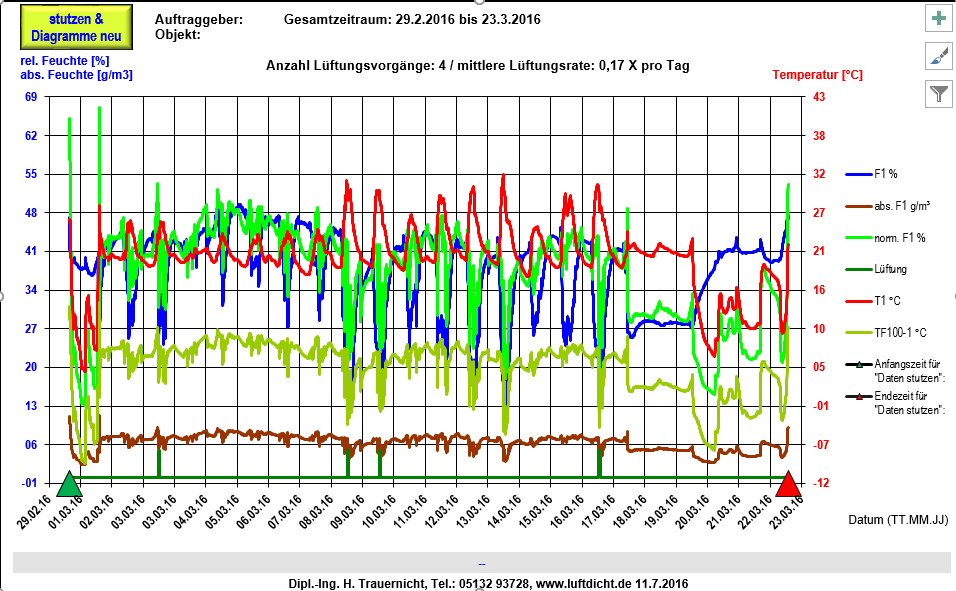 stutzen &
Diagramme neu
Auftraggeber:
Gesamtzeitraum: 29.2.2016 bis 23.3.2016
Objekt:
rel. Feuchte [%]
abs. Feuchte [g/m3]
Anzahl Lüftungsvorgänge: 4 / mittlere Lüftungsrate: 0,17 X pro Tag
Temperatur [°C]
69
62
55
48
41
34
27
20
13
06
-01
43
38
32
27
21
16
10
05
-01
-07
-12
F1 %
abs. F1 g/m³
norm. F1 %
Lüftung
T1 °C
TF100-1 °C
Anfangszeit für
"Daten stutzen":
Endezeit für
"Daten stutzen":
29.02.16
01.03.16
02.03.16
03.03.16
03.03.16
04.03.16
05.03.16
06.03.16
07.03.16
08.03.16
09.03.16
10.03.16
11.03.16
12.03.16
13.03.16
14.03.16
15.03.16
16.03.16
17.03.16
18.03.16
19.03.16
20.03.16
21.03.16
22.03.16
23.03.16
Datum (TT.MM.JJ)
--
Dipl.-Ing. H. Trauernicht, Tel.: 05132 93728, www.luftdicht.de 11.7.2016